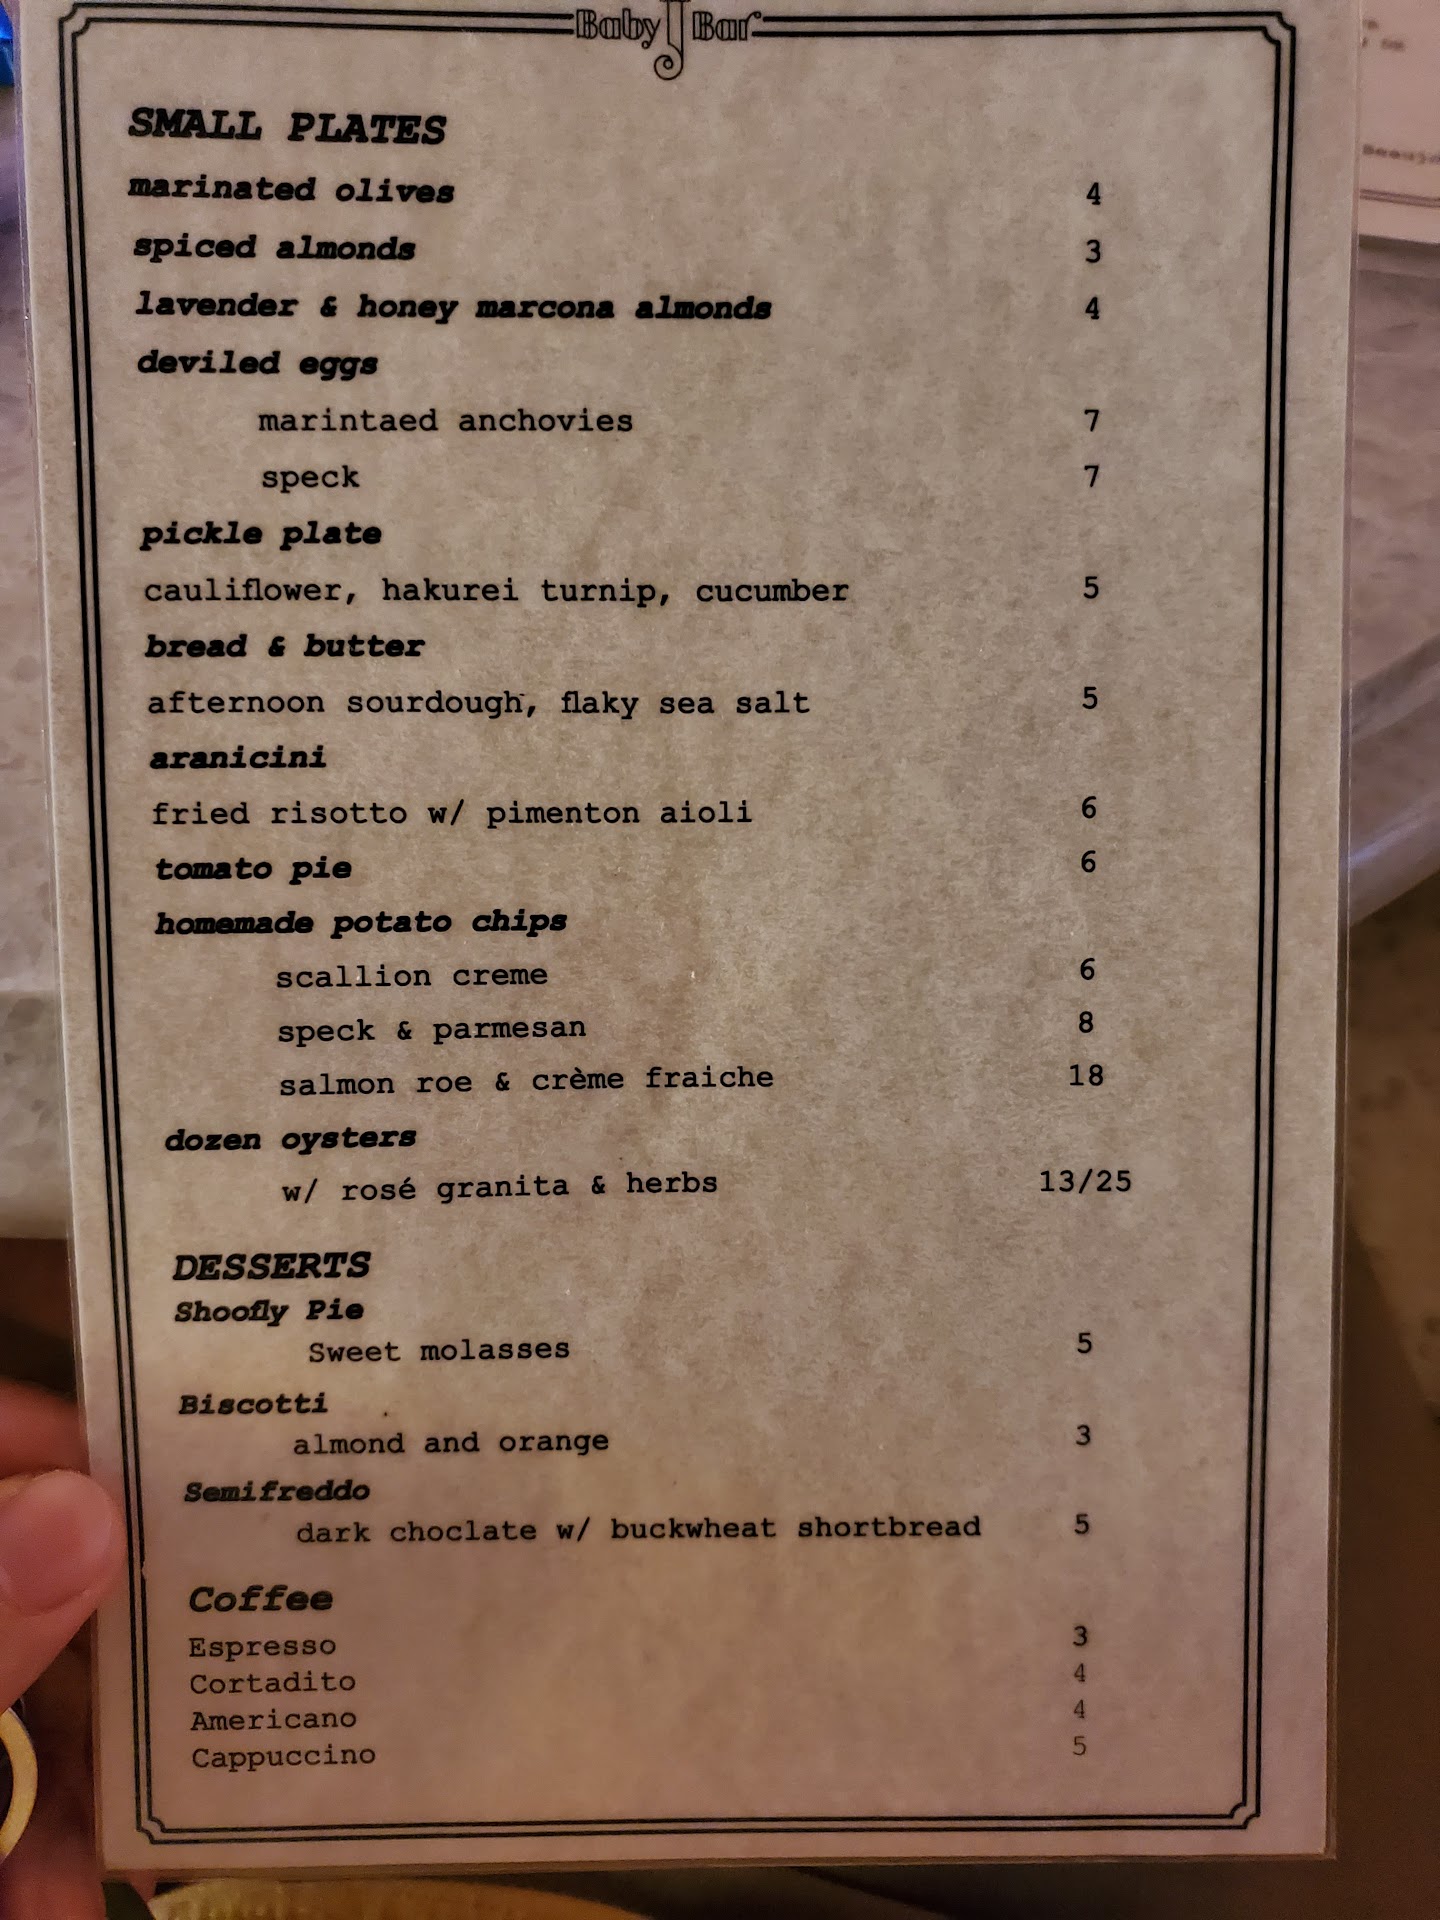 Baby J Bar
SMALL PLATES
marinated olives 4
spiced almonds 3
lavender & honey marcona almonds 4
deviled eggs
marintaed anchovies 7
speck 7
pickle plate
cauliflower, hakurei turnip, cucumber 5
bread & butter
afternoon sourdough, flaky sea salt 5
aranicini
fried risotto w/ pimenton aioli 6
tomato pie 6
homemade potato chips
scallion creme 6
speck & parmesan 8
salmon roe & crème fraiche 18
dozen oysters
w/ rosé granita & herbs 13/25
DESSERTS
Shoofly Pie
Sweet molasses 5
Biscotti
almond and orange 3
Semifreddo
dark choclate w/ buckwheat shortbread 5
Coffee
Espresso 3
Cortadito 4
Americano 4
Cappuccino 5